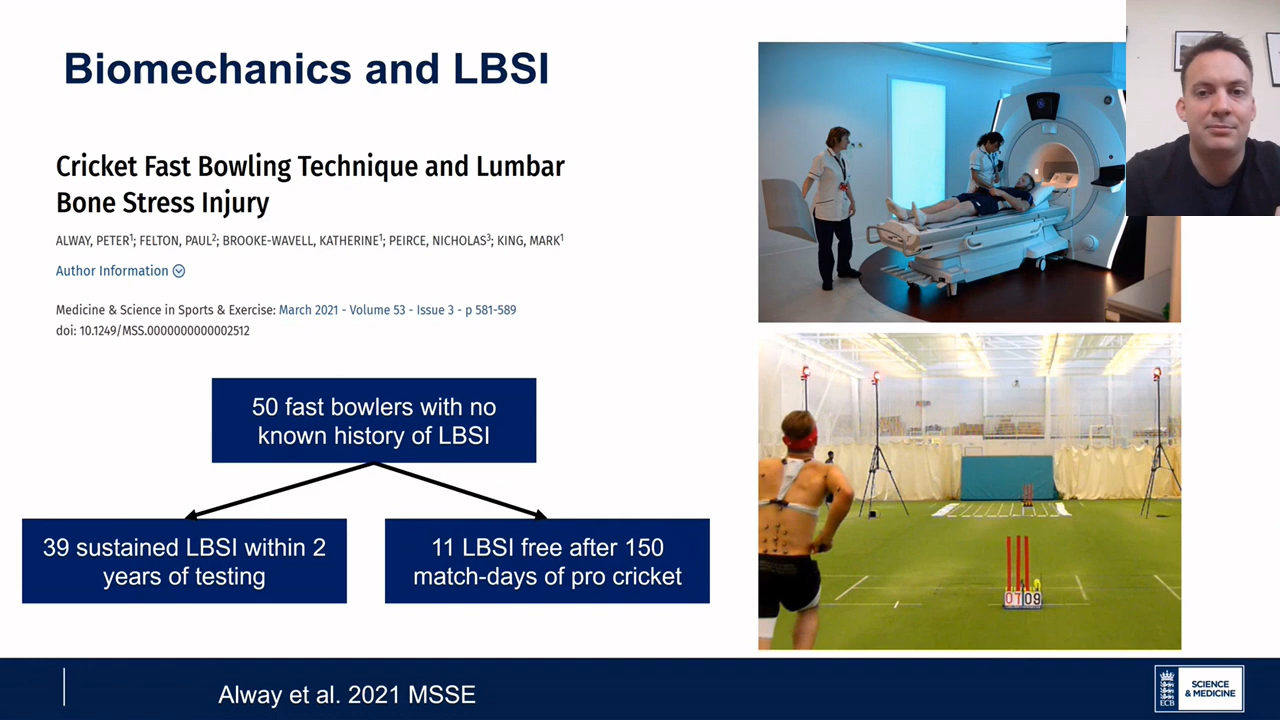 Biomechanics and LBSI
Cricket Fast Bowling Technique and Lumbar
Bone Stress Injury
ALWAY, PETER1; FELTON, PAUL2; BROOKE-WAVELL, KATHERINE1; PEIRCE, NICHOLAS3; KING, MARK1
Author Information
Medicine & Science in Sports & Exercise: March 2021 - Volume 53 - Issue 3 - p 581-589
doi: 10.1249/MSS.0000000000002512
50 fast bowlers with no
known history of LBSI
39 sustained LBSI within 2
years of testing
11 LBSI free after 150
match-days of pro cricket
07 09
Alway et al. 2021 MSSE
ECB
SCIENCE
& MEDICINE